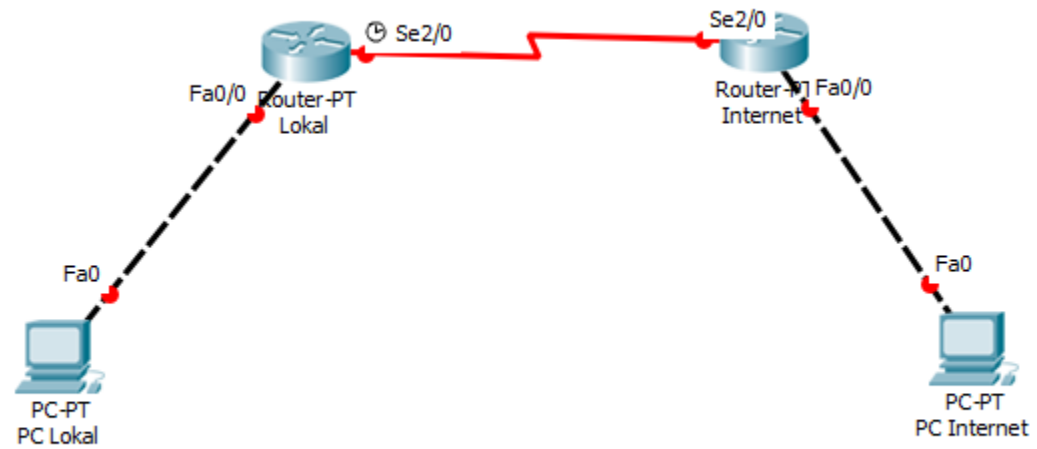 Se2/0
Se2/0
Fa0/0
Router-PT
Lokal
Router-PT
Fa0/0
Internet
Fa0
Fa0
PC-PT
PC Lokal
PC-PT
PC Internet